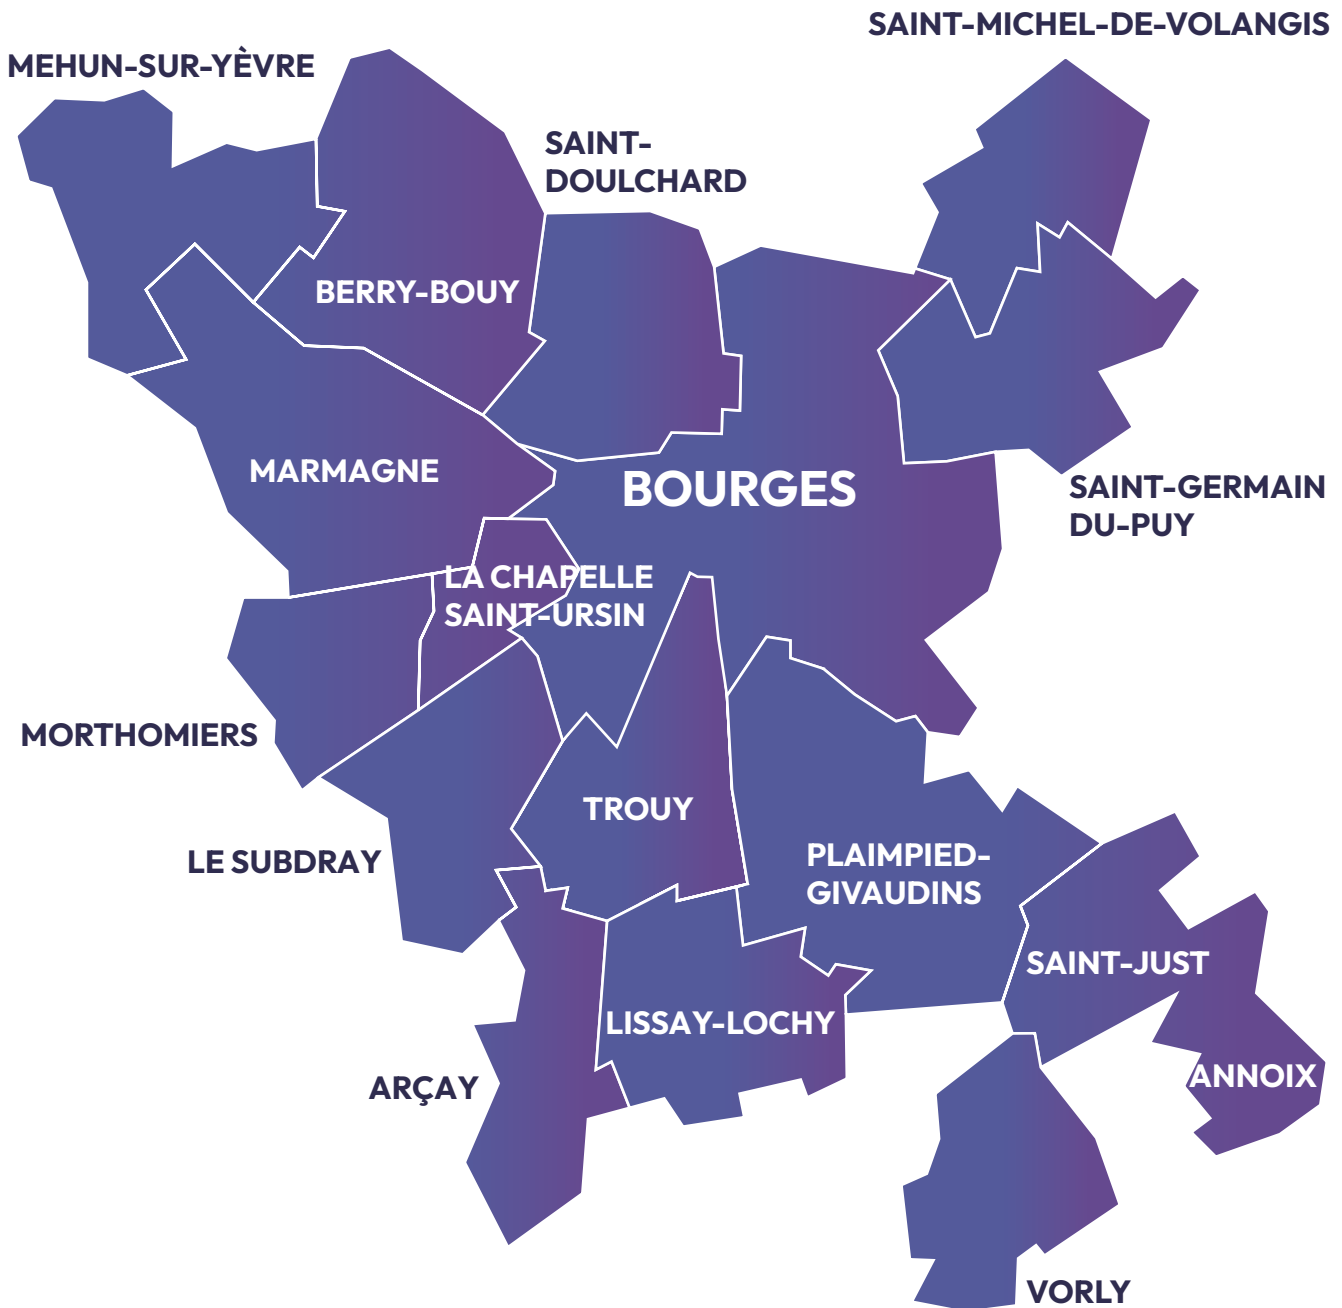 SAINT-MICHEL-DE-VOLANGIS
MEHUN-SUR-YÈVRE
SAINT-
DOULCHARD
BERRY-BOUY
MARMAGNE
BOURGES
SAINT-GERMAIN
DU-PUY
LA CHAPELLE
SAINT-URSIN
MORTHOMIERS
TROUY
LE SUBDRAY
PLAIMPIED-
GIVAUDINS
SAINT-JUST
LISSAY-LOCHY
ANNOIX
ARÇAY
VORLY